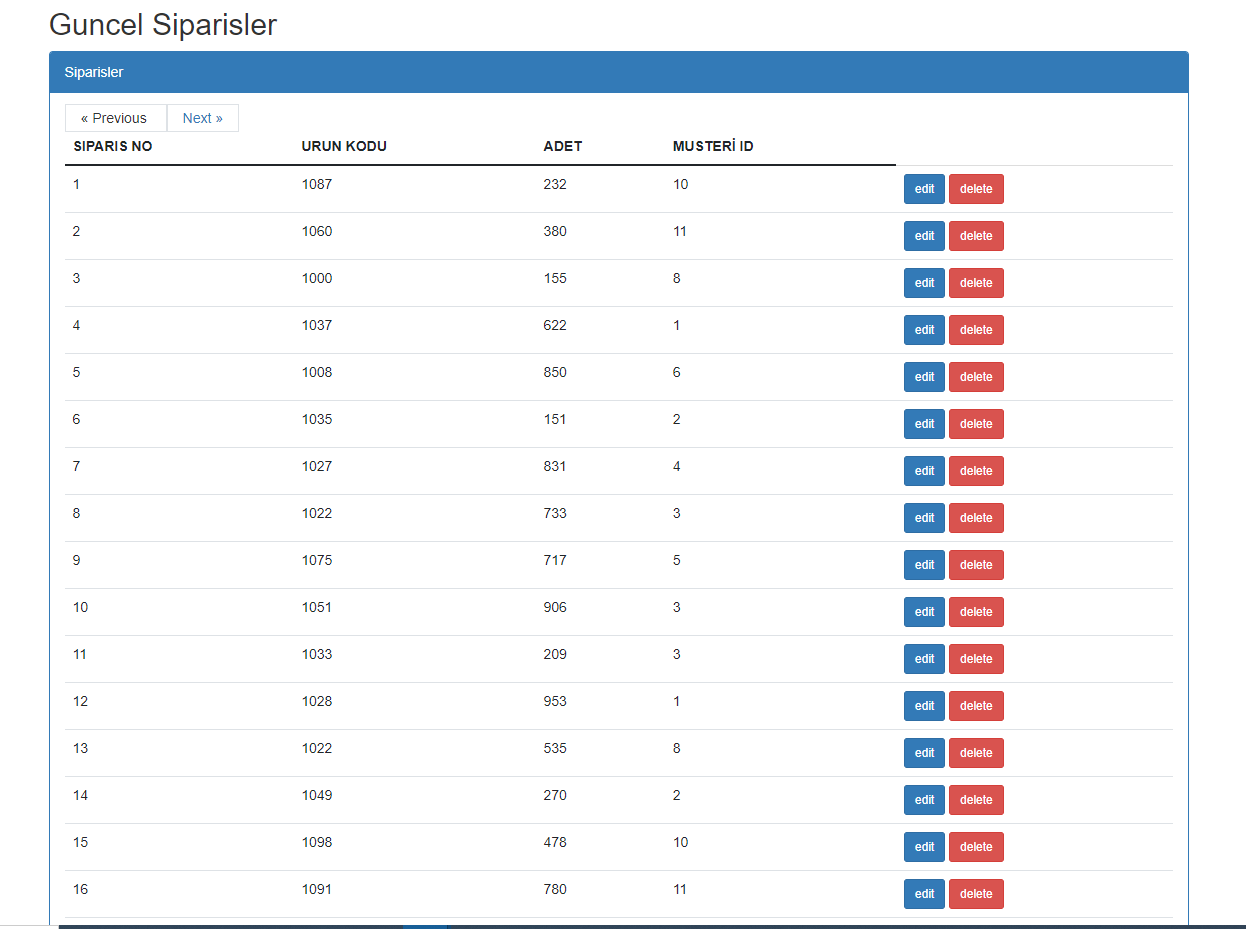 Guncel Siparisler
Siparisler
« Previous Next »
SIPARIS NO URUN KODU ADET MUSTERİ ID
1 1087 232 10 edit delete
2 1060 380 11 edit delete
3 1000 155 8 edit delete
4 1037 622 1 edit delete
5 1008 850 6 edit delete
6 1035 151 2 edit delete
7 1027 831 4 edit delete
8 1022 733 3 edit delete
9 1075 717 5 edit delete
10 1051 906 3 edit delete
11 1033 209 3 edit delete
12 1028 953 1 edit delete
13 1022 535 8 edit delete
14 1049 270 2 edit delete
15 1098 478 10 edit delete
16 1091 780 11 edit delete